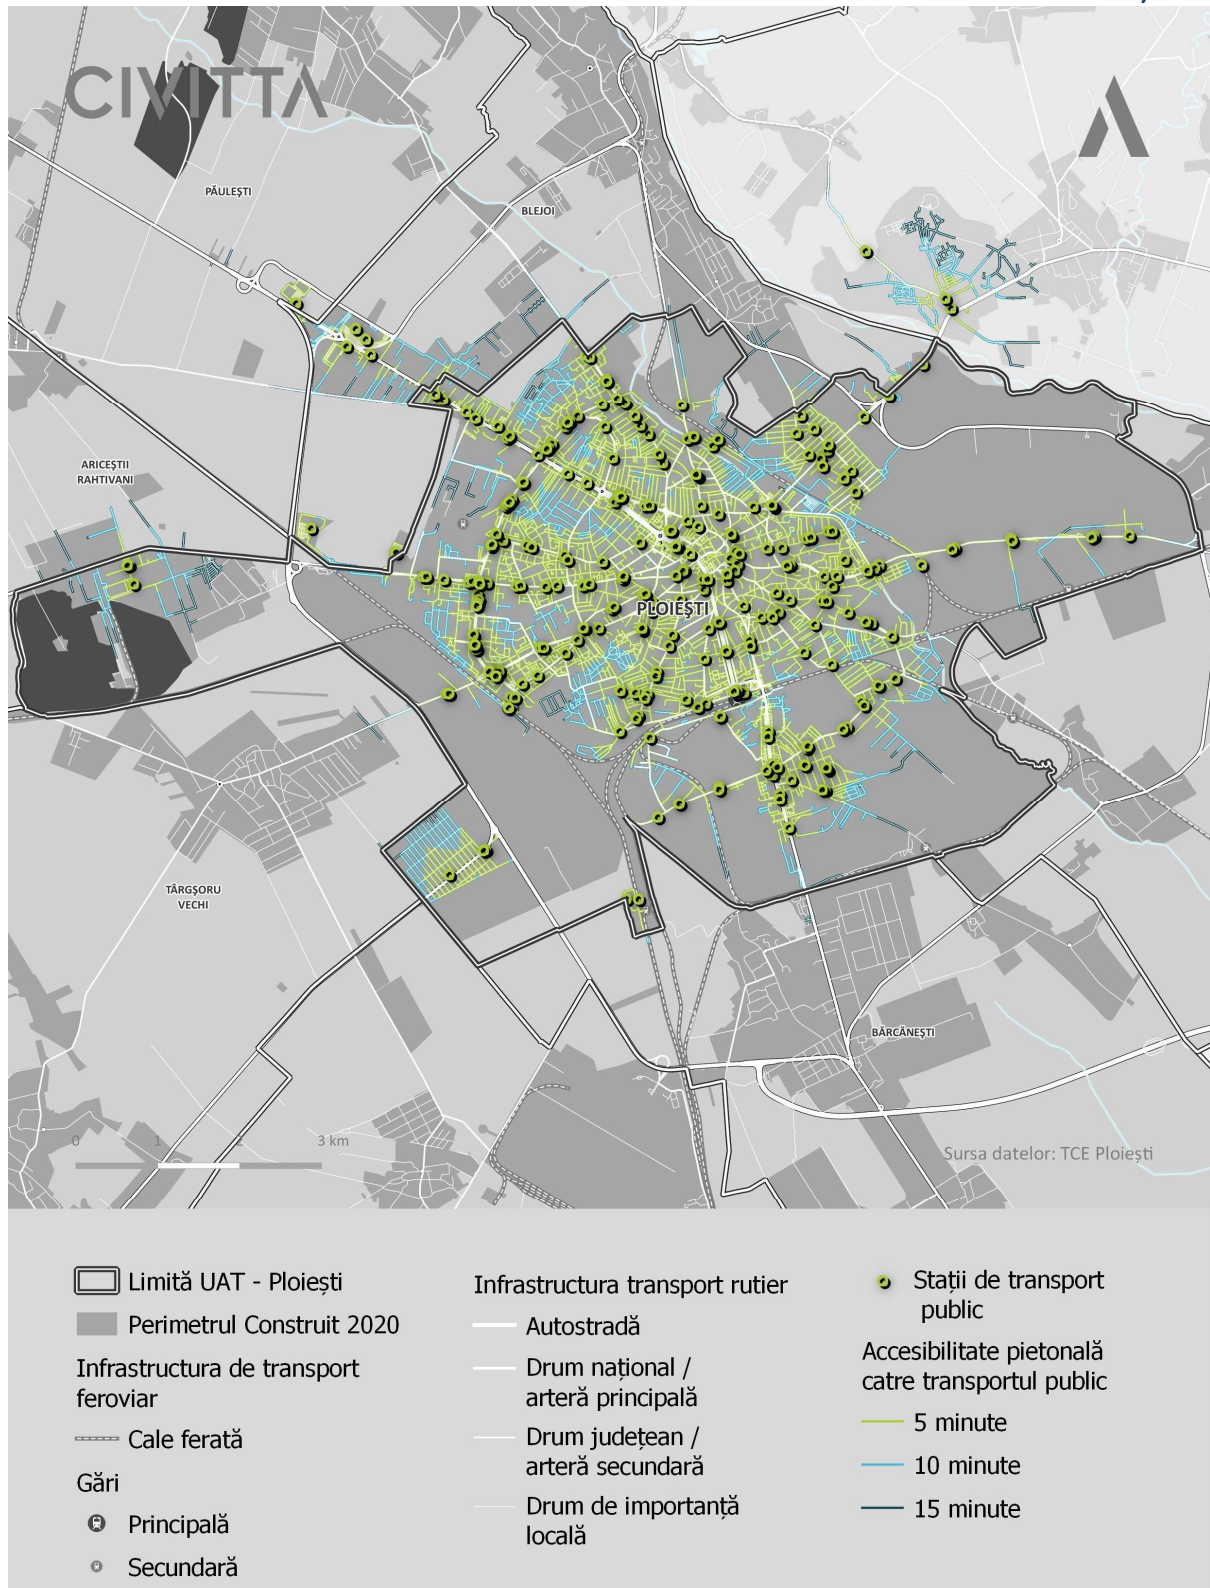 CIVITTA
PĂULEȘTI
BLEJOI
ARICEȘTII
RAHTIVANI
PLOIEȘTI
TÂRGȘORU
VECHI
BĂRCĂNEȘTI
0 1 2 3 km
Sursa datelor: TCE Ploiești
Limită UAT - Ploiești
Perimetrul Construit 2020
Infrastructura de transport
feroviar
Cale ferată
Gări
Principală
Secundară
Infrastructura transport rutier
Autostradă
Drum național /
arteră principală
Drum județean /
arteră secundară
Drum de importanță
locală
Stații de transport
public
Accesibilitate pietonală
catre transportul public
5 minute
10 minute
15 minute